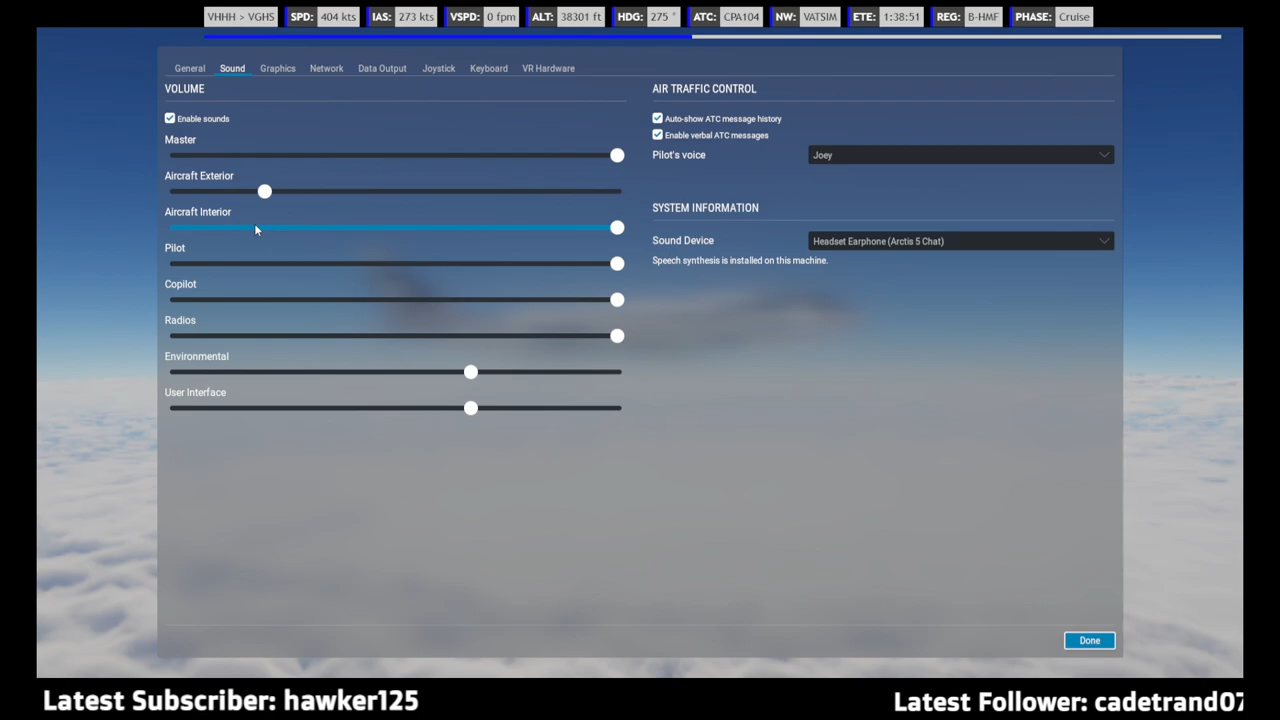 VHHH > VGHS SPD: 404 kts IAS: 273 kts VSPD: 0 fpm ALT: 38301 ft HDG: 275 ° ATC: CPA104 NW: VATSIM ETE: 1:38:51 REG: B-HMF PHASE: Cruise
General Sound Graphics Network Data Output Joystick Keyboard VR Hardware
VOLUME
Enable sounds
Master
Aircraft Exterior
Aircraft Interior
Pilot
Copilot
Radios
Environmental
User Interface
AIR TRAFFIC CONTROL
Auto-show ATC message history
Enable verbal ATC messages
Pilot's voice Joey
SYSTEM INFORMATION
Sound Device Headset Earphone (Arctis 5 Chat)
Speech synthesis is installed on this machine.
Done
Latest Subscriber: hawker125 Latest Follower: cadetrand07